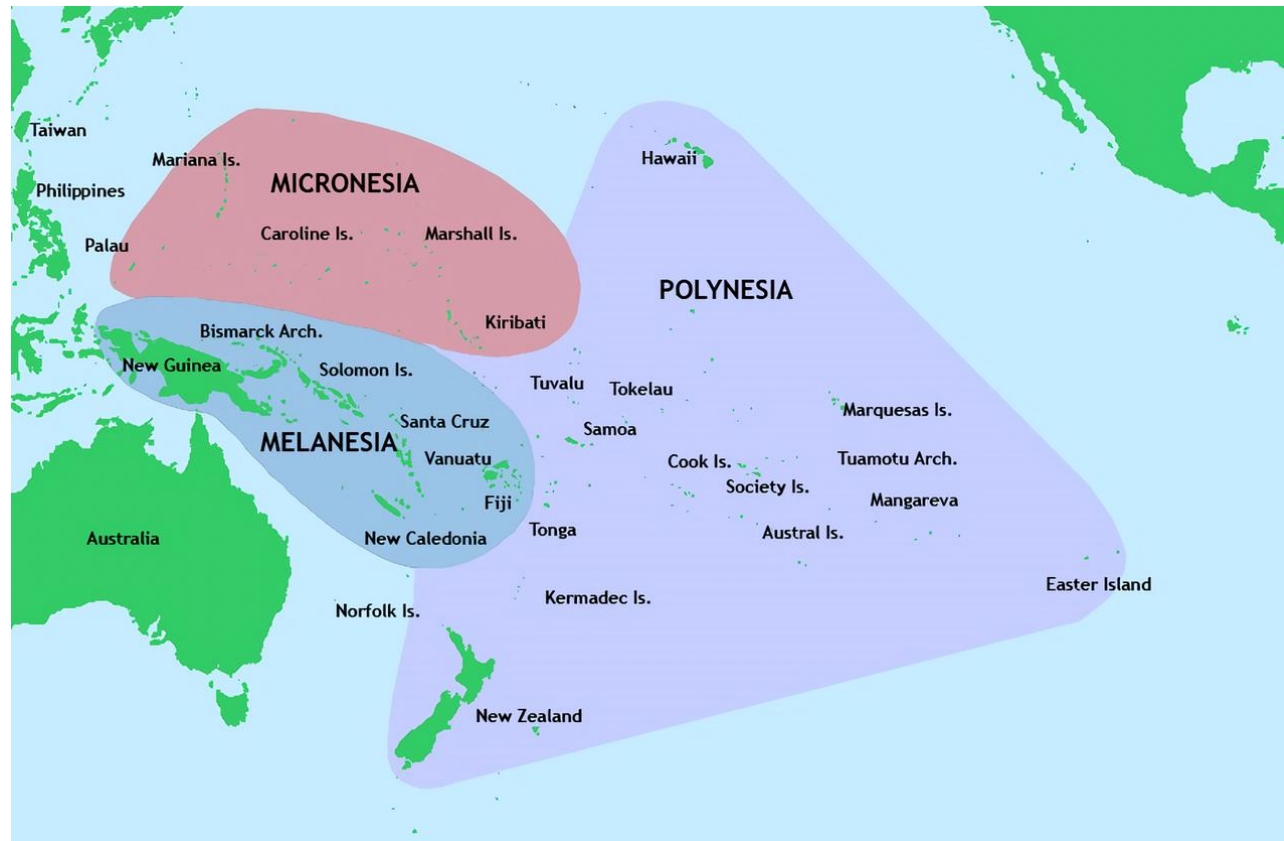 Taiwan
Hawaii
Mariana Is.
MICRONESIA
Philippines
Caroline Is.
Marshall Is.
Palau
POLYNESIA
Kiribati
Bismarck Arch.
New Guinea
Solomon Is.
Tuvalu
Tokelau
Marquesas Is.
Santa Cruz
Samoa
MELANESIA
Vanuatu
Cook Is.
Tuamotu Arch.
Society Is.
Fiji
Mangareva
Tonga
Austral Is.
Australia
New Caledonia
Easter Island
Kermadec Is.
Norfolk Is.
New Zealand